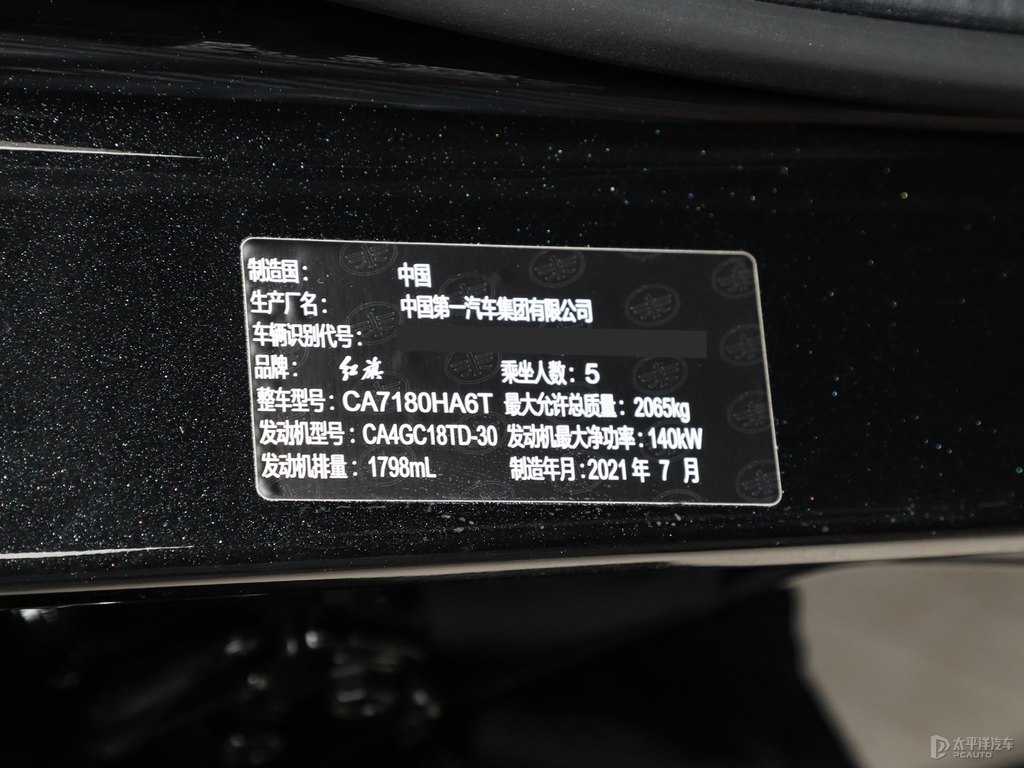 制造国： 中国
生产厂名： 中国第一汽车集团有限公司
车辆识别代号：
品牌： 红旗 乘坐人数：5
整车型号：CA7180HA6T 最大允许总质量：2065kg
发动机型号：CA4GC18TD-30 发动机最大净功率：140kW
发动机排量： 1798mL 制造年月：2021 年 7 月
太平洋汽车
PCAUTO